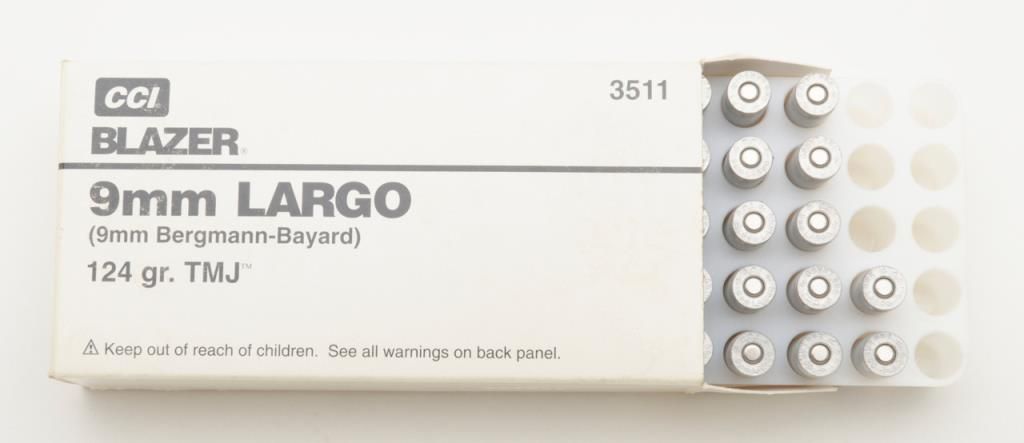 CCI
3511
BLAZER®
9mm LARGO
(9mm Bergmann-Bayard)
124 gr. TMJ™
⚠ Keep out of reach of children. See all warnings on back panel.